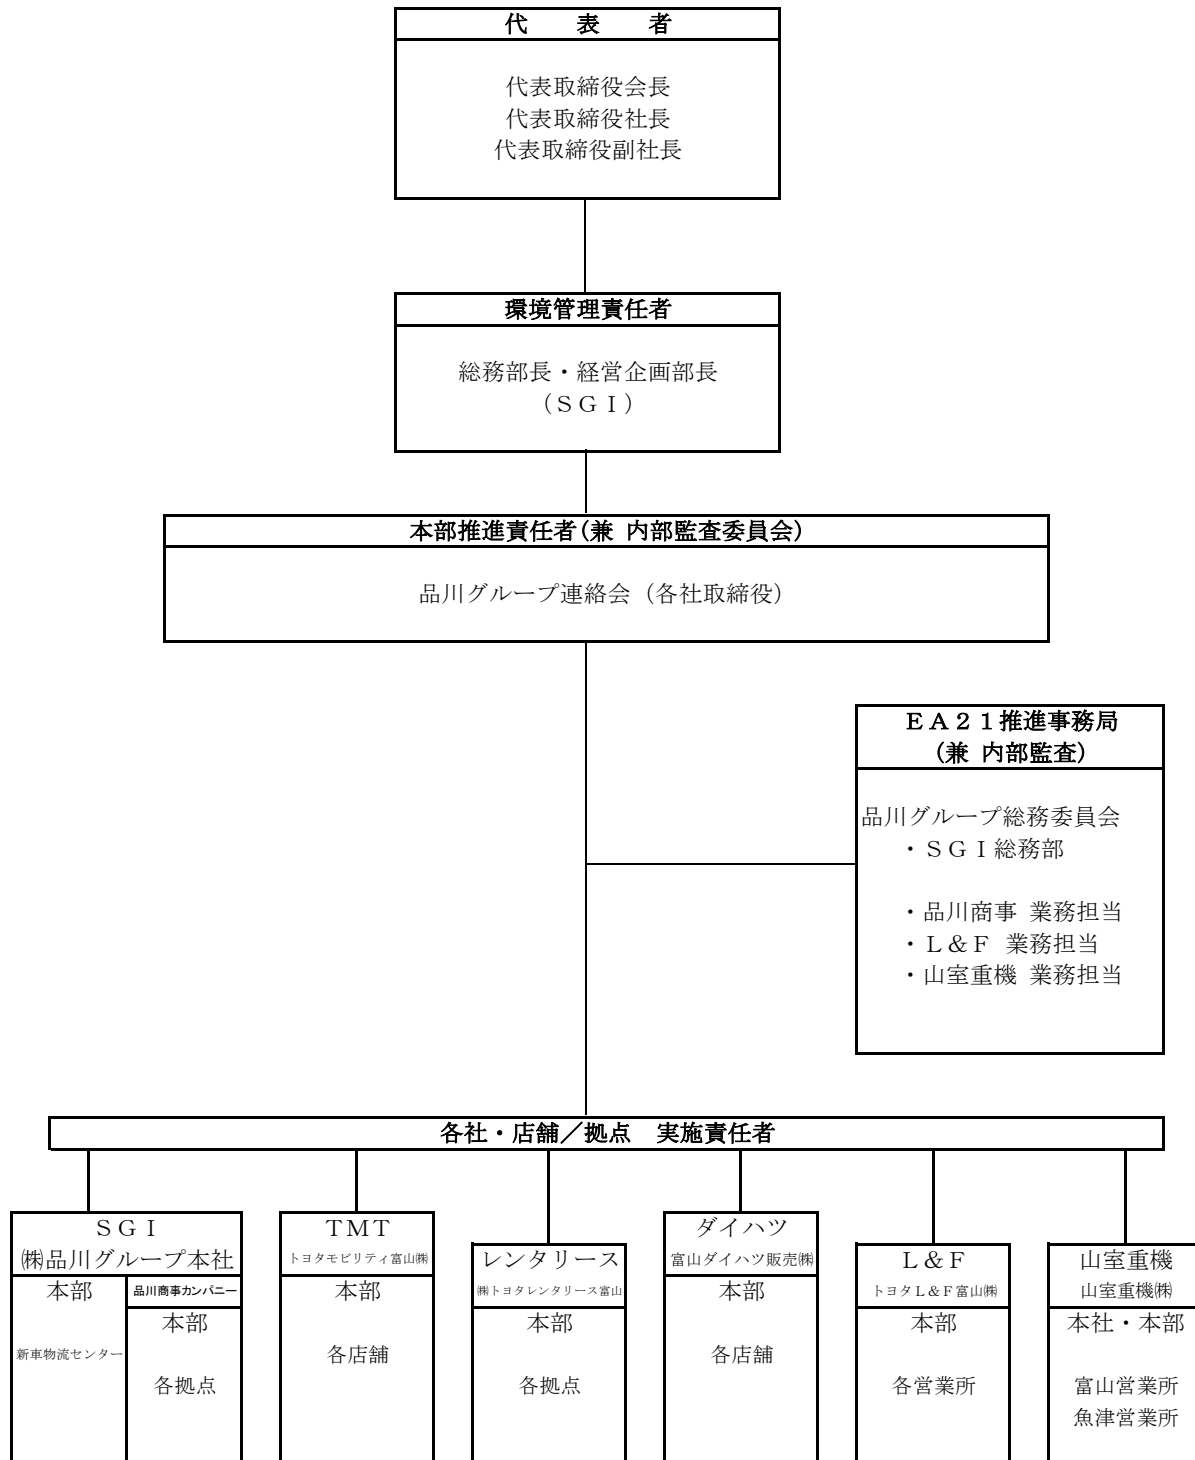 代　　表　　者
代表取締役会長
代表取締役社長
代表取締役副社長
環境管理責任者
総務部長・経営企画部長
（ＳＧＩ）
本部推進責任者(兼 内部監査委員会)
品川グループ連絡会（各社取締役）
ＥＡ２１推進事務局
(兼 内部監査)
品川グループ総務委員会
・ＳＧＩ総務部
・品川商事 業務担当
・Ｌ＆Ｆ 業務担当
・山室重機 業務担当
各社・店舗／拠点　実施責任者
ＳＧＩ
㈱品川グループ本社
本部
新車物流センター
品川商事カンパニー
本部
各拠点
TMT
トヨタモビリティ富山㈱
本部
各店舗
レンタリース
㈱トヨタレンタリース富山
本部
各拠点
ダイハツ
富山ダイハツ販売㈱
本部
各店舗
Ｌ＆Ｆ
トヨタＬ＆Ｆ富山㈱
本部
各営業所
山室重機
山室重機㈱
本社・本部
富山営業所
魚津営業所